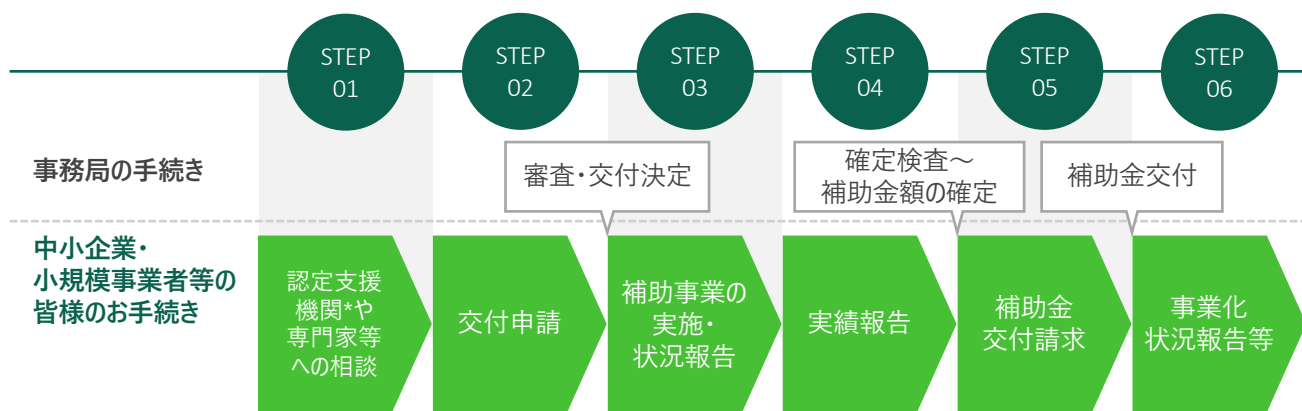 STEP
01
STEP
02
STEP
03
STEP
04
STEP
05
STEP
06
事務局の手続き
審査・交付決定
確定検査～
補助金額の確定
補助金交付
中小企業・
小規模事業者等の
皆様のお手続き
認定支援
機関*や
専門家等
への相談
交付申請
補助事業の
実施・
状況報告
実績報告
補助金
交付請求
事業化
状況報告等